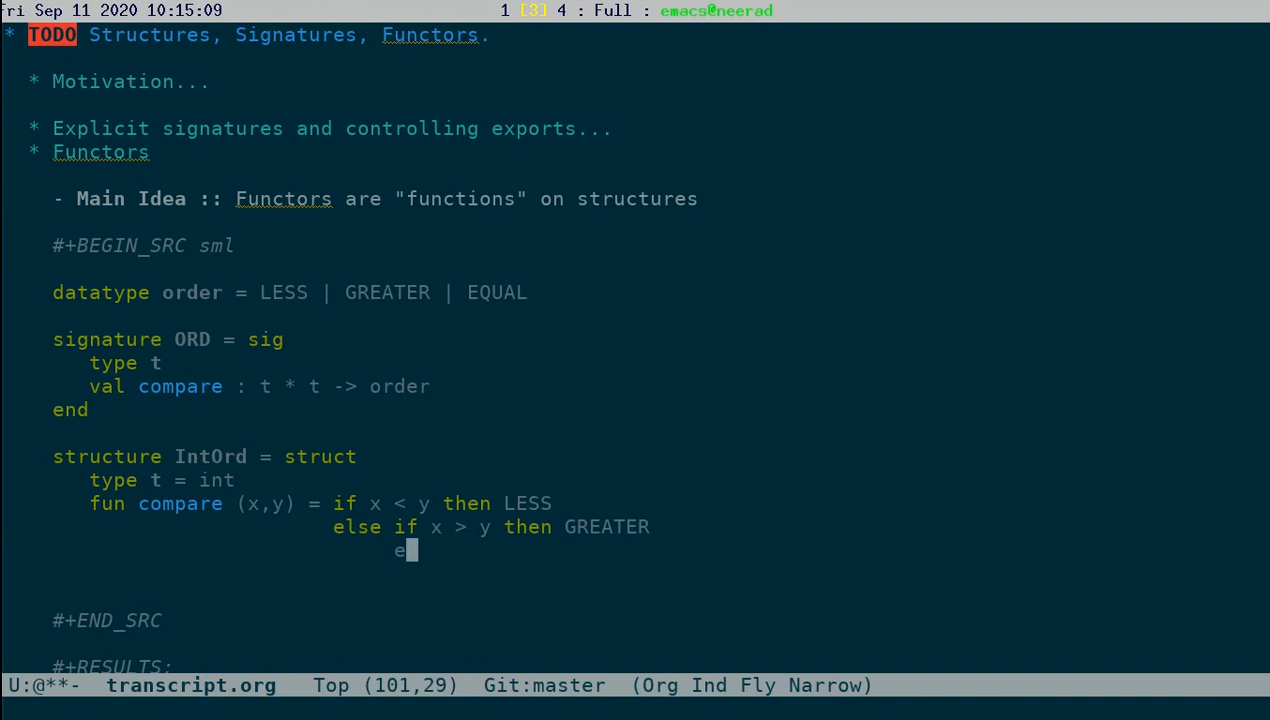 Fri Sep 11 2020 10:15:09 1 [3] 4 : Full : emacs@neerad
* TODO Structures, Signatures, Functors.
* Motivation...
* Explicit signatures and controlling exports...
* Functors
- Main Idea :: Functors are "functions" on structures
#+BEGIN_SRC sml
datatype order = LESS | GREATER | EQUAL
signature ORD = sig
type t
val compare : t * t -> order
end
structure IntOrd = struct
type t = int
fun compare (x,y) = if x < y then LESS
else if x > y then GREATER
e
#+END_SRC
#+RESULTS:
U:@**- transcript.org Top (101,29) Git:master (Org Ind Fly Narrow)